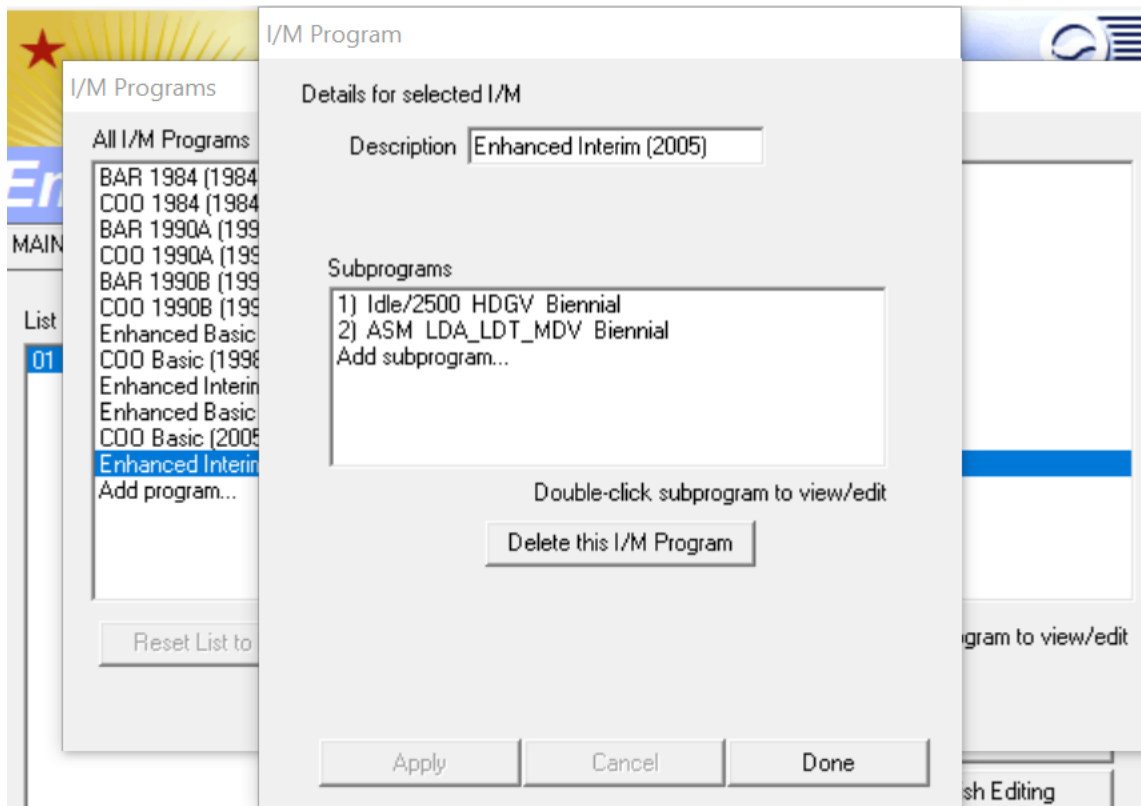 I/M Program
I/M Programs
Details for selected I/M
All I/M Programs
Description Enhanced Interim (2005)
BAR 1984 (1984
COO 1984 (1984
BAR 1990A (199
COO 1990A (199
BAR 1990B (199
COO 1990B (199
Enhanced Basic
COO Basic (1998
Enhanced Interim
Enhanced Basic
COO Basic (2005
Enhanced Interim
Add program...
En
MAIN
List
01
Subprograms
1) Idle/2500 HDGV Biennial
2) ASM LDA_LDT_MDV Biennial
Add subprogram...
Double-click subprogram to view/edit
Delete this I/M Program
Reset List to
gram to view/edit
Apply
Cancel
Done
sh Editing